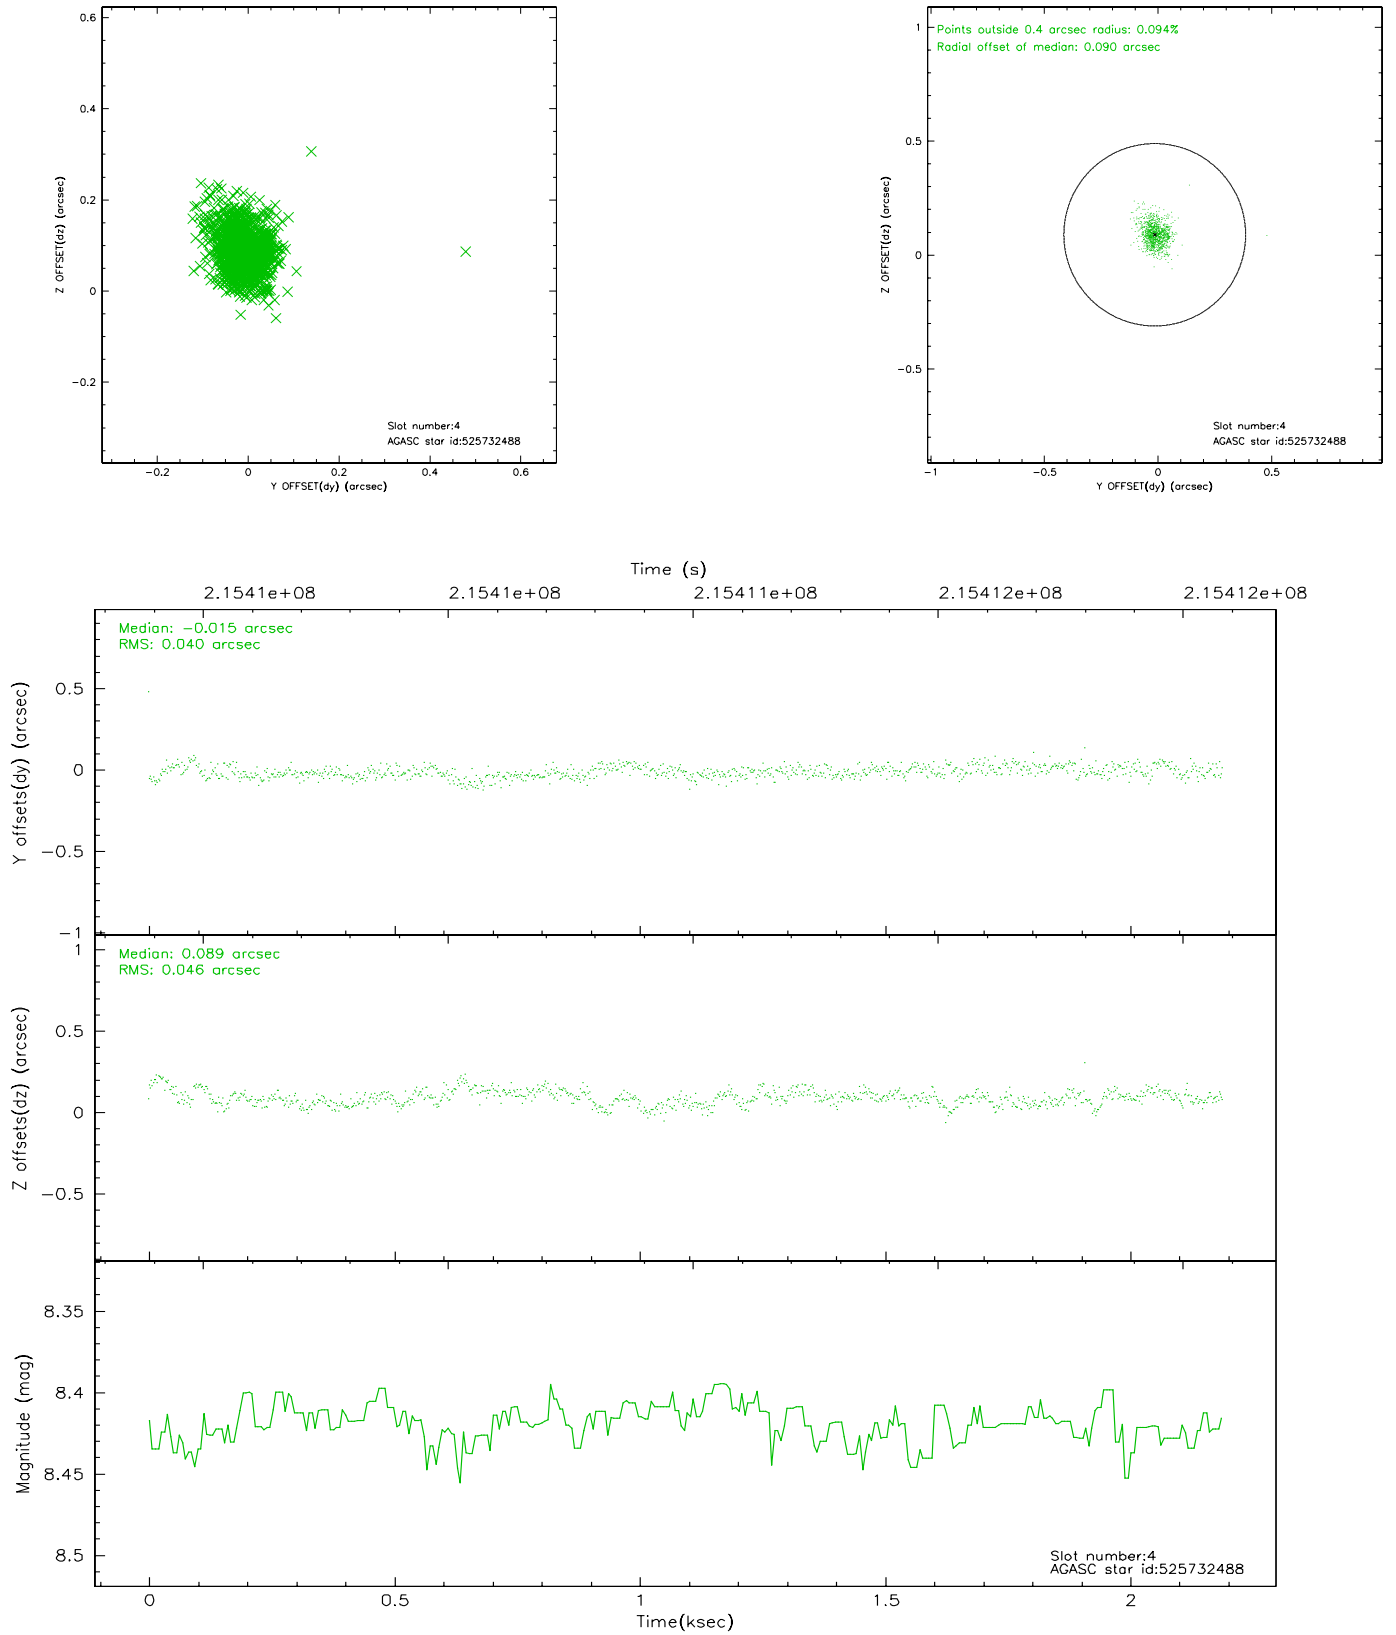 0.6
0.4
0.2
0
−0.2
Z OFFSET(dz) (arcsec)
Slot number:4
AGASC star id:525732488
−0.2 0 0.2 0.4 0.6
Y OFFSET(dy) (arcsec)
Points outside 0.4 arcsec radius: 0.094%
Radial offset of median: 0.090 arcsec
1
0.5
0
−0.5
Z OFFSET(dz) (arcsec)
Slot number:4
AGASC star id:525732488
−1 −0.5 0 0.5
Y OFFSET(dy) (arcsec)
Time (s)
2.1541e+08 2.1541e+08 2.15411e+08 2.15412e+08 2.15412e+08
Median: −0.015 arcsec
RMS: 0.040 arcsec
0.5
0
−0.5
−1
Y offsets(dy) (arcsec)
Median: 0.089 arcsec
RMS: 0.046 arcsec
1
0.5
0
−0.5
Z offsets(dz) (arcsec)
8.35
8.4
8.45
8.5
Magnitude (mag)
Slot number:4
AGASC star id:525732488
0 0.5 1 1.5 2
Time(ksec)